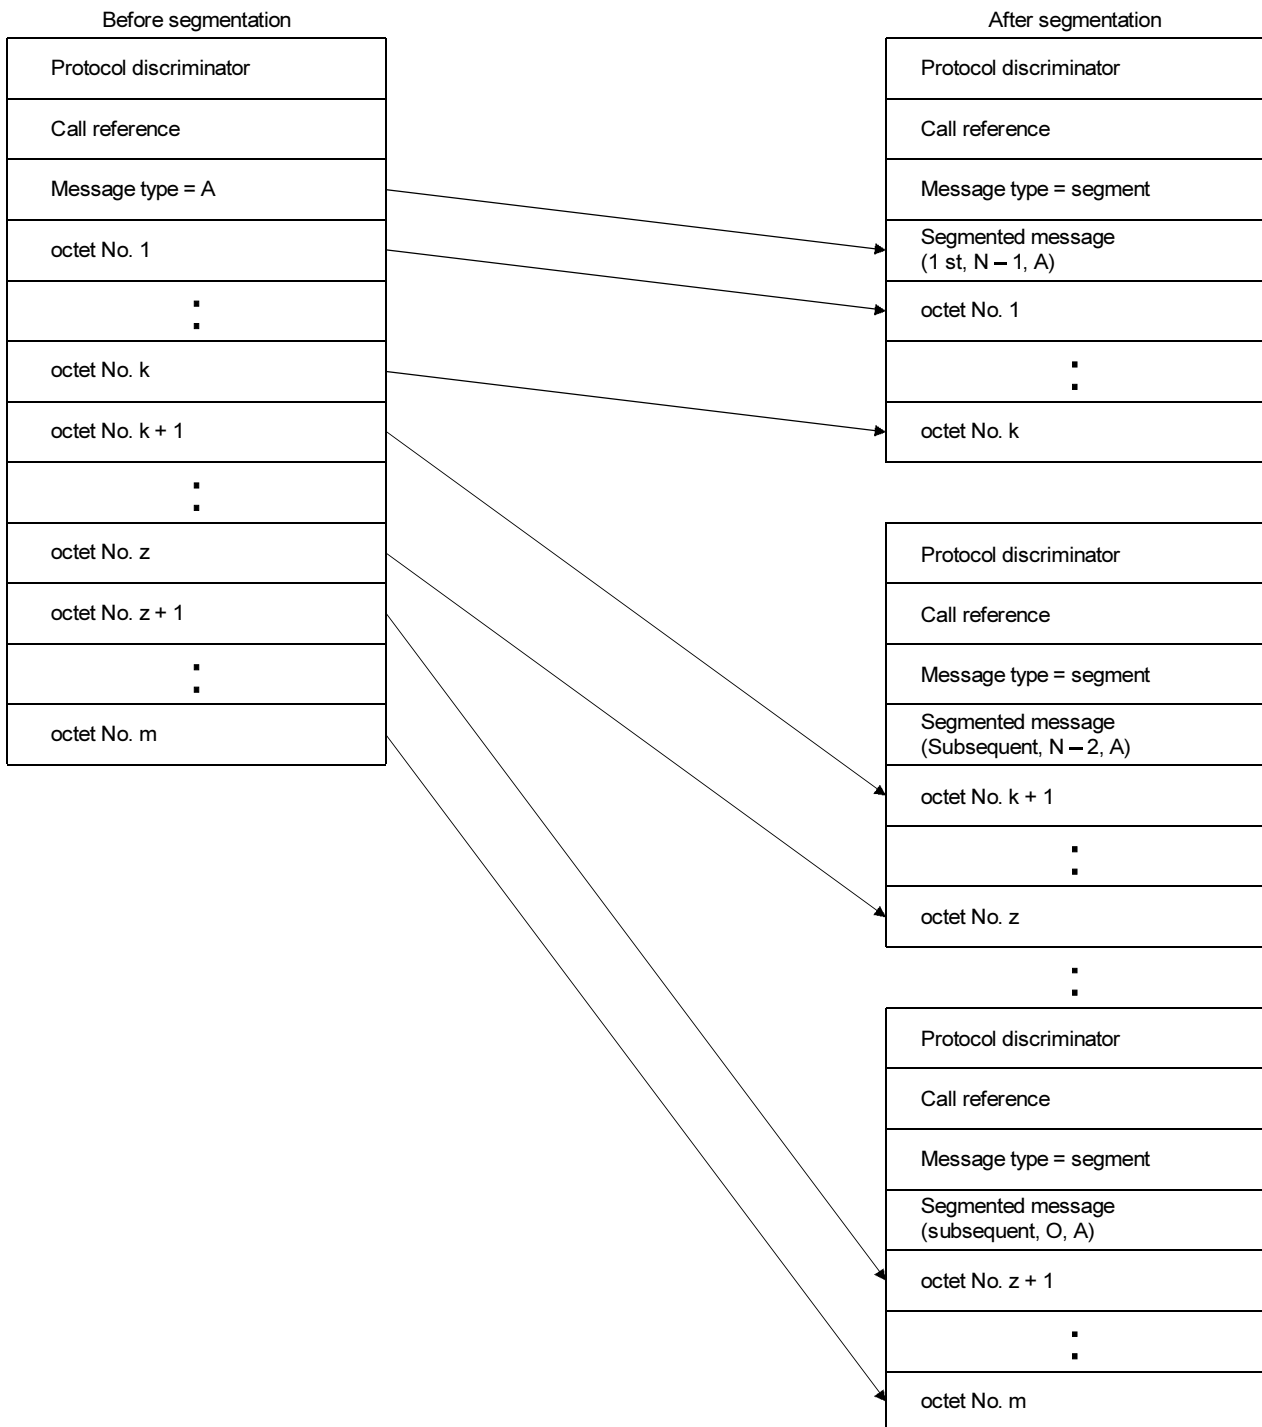 Before segmentation
Protocol discriminator
Call reference
Message type = A
octet No. 1
octet No. k
octet No. k + 1
octet No. z
octet No. z + 1
octet No. m
After segmentation
Protocol discriminator
Call reference
Message type = segment
Segmented message
(1 st, N – 1, A)
octet No. 1
octet No. k
Protocol discriminator
Call reference
Message type = segment
Segmented message
(Subsequent, N – 2, A)
octet No. k + 1
octet No. z
Protocol discriminator
Call reference
Message type = segment
Segmented message
(subsequent, O, A)
octet No. z + 1
octet No. m